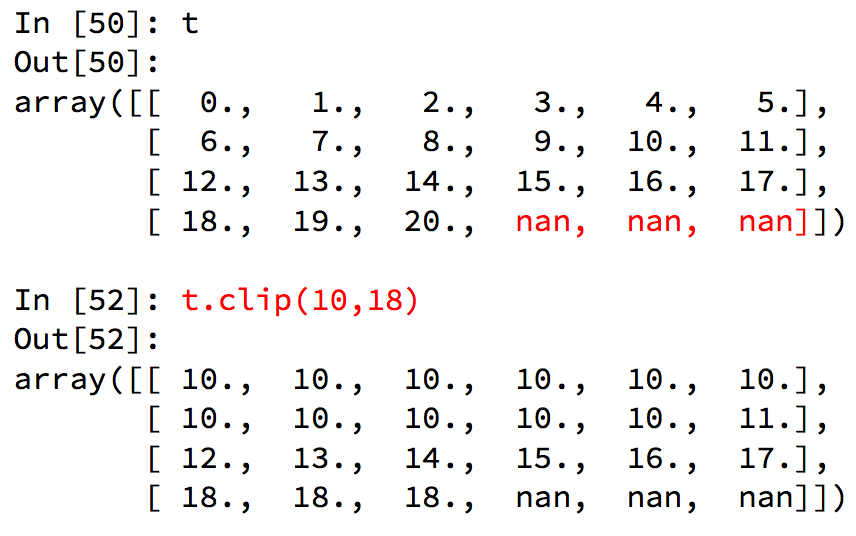 In [50]: t
Out[50]:
array([[  0.,   1.,   2.,   3.,   4.,   5.],
       [  6.,   7.,   8.,   9.,  10.,  11.],
       [ 12.,  13.,  14.,  15.,  16.,  17.],
       [ 18.,  19.,  20.,  nan,  nan,  nan]])
In [52]: t.clip(10,18)
Out[52]:
array([[ 10.,  10.,  10.,  10.,  10.,  10.],
       [ 10.,  10.,  10.,  10.,  10.,  11.],
       [ 12.,  13.,  14.,  15.,  16.,  17.],
       [ 18.,  18.,  18.,  nan,  nan,  nan]])